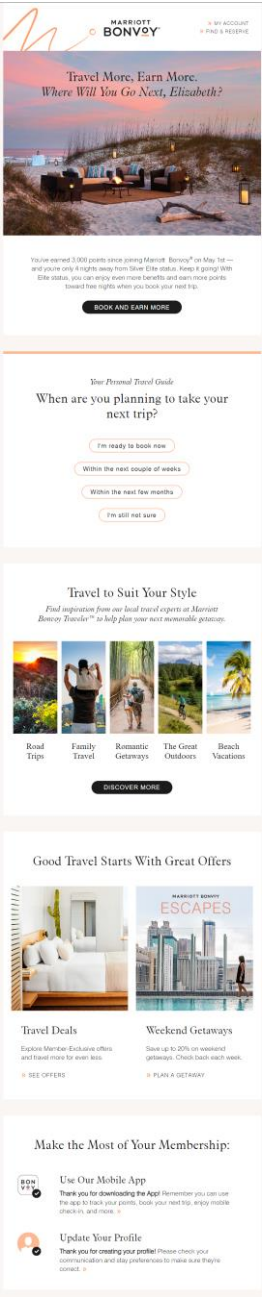 MARRIOTT
BONVOY
» MY ACCOUNT
» FIND & RESERVE
Travel More, Earn More.
Where Will You Go Next, Elizabeth?
You've earned 3,000 points since joining Marriott Bonvoy® on May 1st —
and you're only 4 nights away from Silver Elite status. Keep it going! With
Elite status, you can enjoy even more benefits and earn more points
toward free nights when you book your next trip.
BOOK AND EARN MORE
Your Personal Travel Guide
When are you planning to take your
next trip?
I'm ready to book now
Within the next couple of weeks
Within the next few months
I'm still not sure
Travel to Suit Your Style
Find inspiration from our local travel experts at Marriott
Bonvoy Traveler™ to help plan your next memorable getaway.
Road
Trips
Family
Travel
Romantic
Getaways
The Great
Outdoors
Beach
Vacations
DISCOVER MORE
Good Travel Starts With Great Offers
MARRIOTT BONVOY
ESCAPES
Travel Deals
Explore Member-Exclusive offers
and travel more for even less.
» SEE OFFERS
Weekend Getaways
Save up to 20% on weekend
getaways. Check back each week.
» PLAN A GETAWAY
Make the Most of Your Membership:
BON
VOY
Use Our Mobile App
Thank you for downloading the App! Remember you can use
the app to track your points, book your next trip, enjoy mobile
check-in, and more. »
Update Your Profile
Thank you for creating your profile! Please check your
communication and stay preferences to make sure they're
correct. »